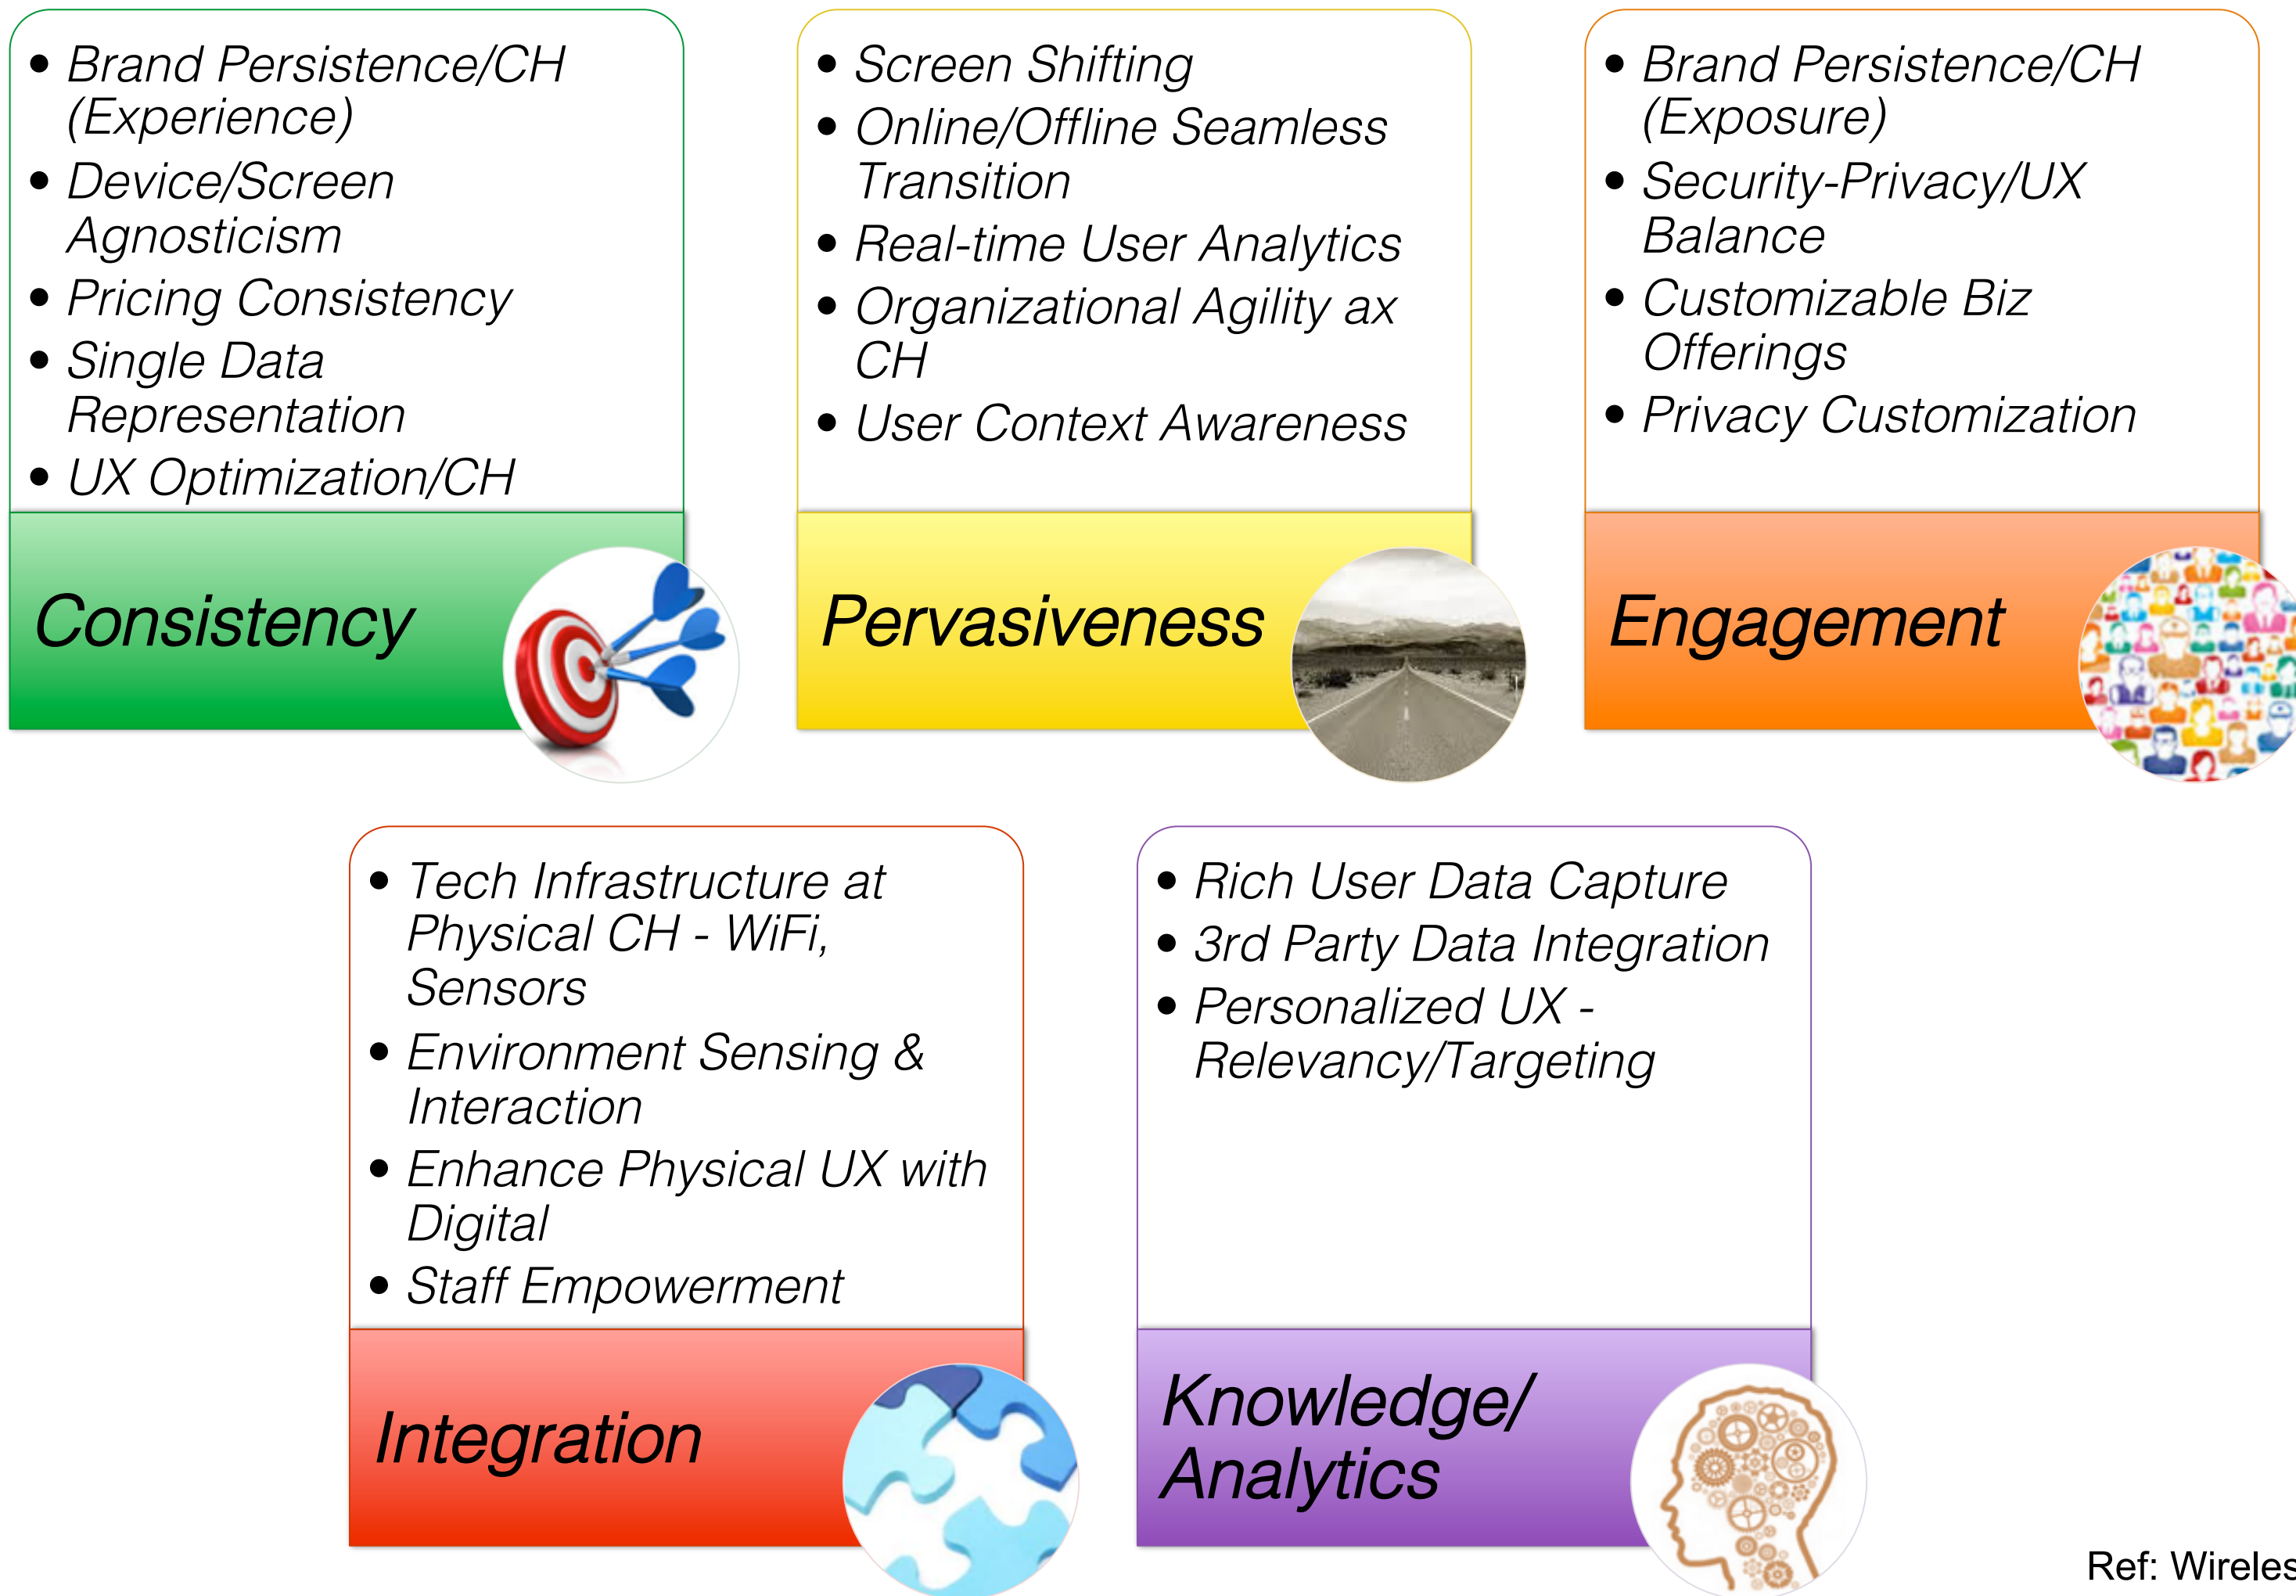 • Brand Persistence/CH
(Experience)
• Device/Screen
Agnosticism
• Pricing Consistency
• Single Data
Representation
• UX Optimization/CH
Consistency
• Screen Shifting
• Online/Offline Seamless
Transition
• Real-time User Analytics
• Organizational Agility ax
CH
• User Context Awareness
Pervasiveness
• Brand Persistence/CH
(Exposure)
• Security-Privacy/UX
Balance
• Customizable Biz
Offerings
• Privacy Customization
Engagement
• Tech Infrastructure at
Physical CH - WiFi,
Sensors
• Environment Sensing &
Interaction
• Enhance Physical UX with
Digital
• Staff Empowerment
Integration
• Rich User Data Capture
• 3rd Party Data Integration
• Personalized UX -
Relevancy/Targeting
Knowledge/
Analytics
Ref: Wireles